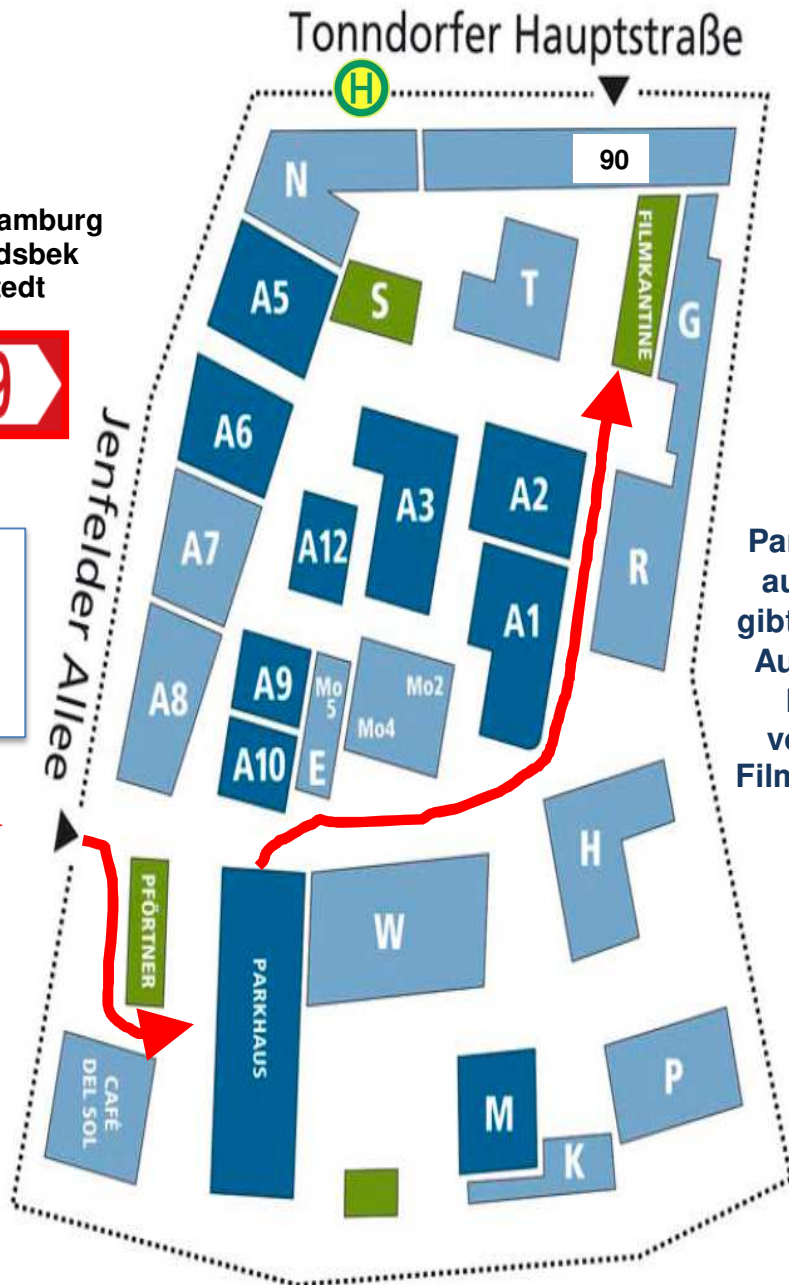 Tonndorfer Hauptstraße
H
90
N
FILMKANTINE
A5
S
T
G
9
A6
Jenfelder Allee
A3
A2
A12
A7
R
A1
A9
Mo
5
Mo2
A8
Mo4
A10
E
H
PFÖRTNER
W
PARKHAUS
CAFÉ
DEL SOL
P
M
K